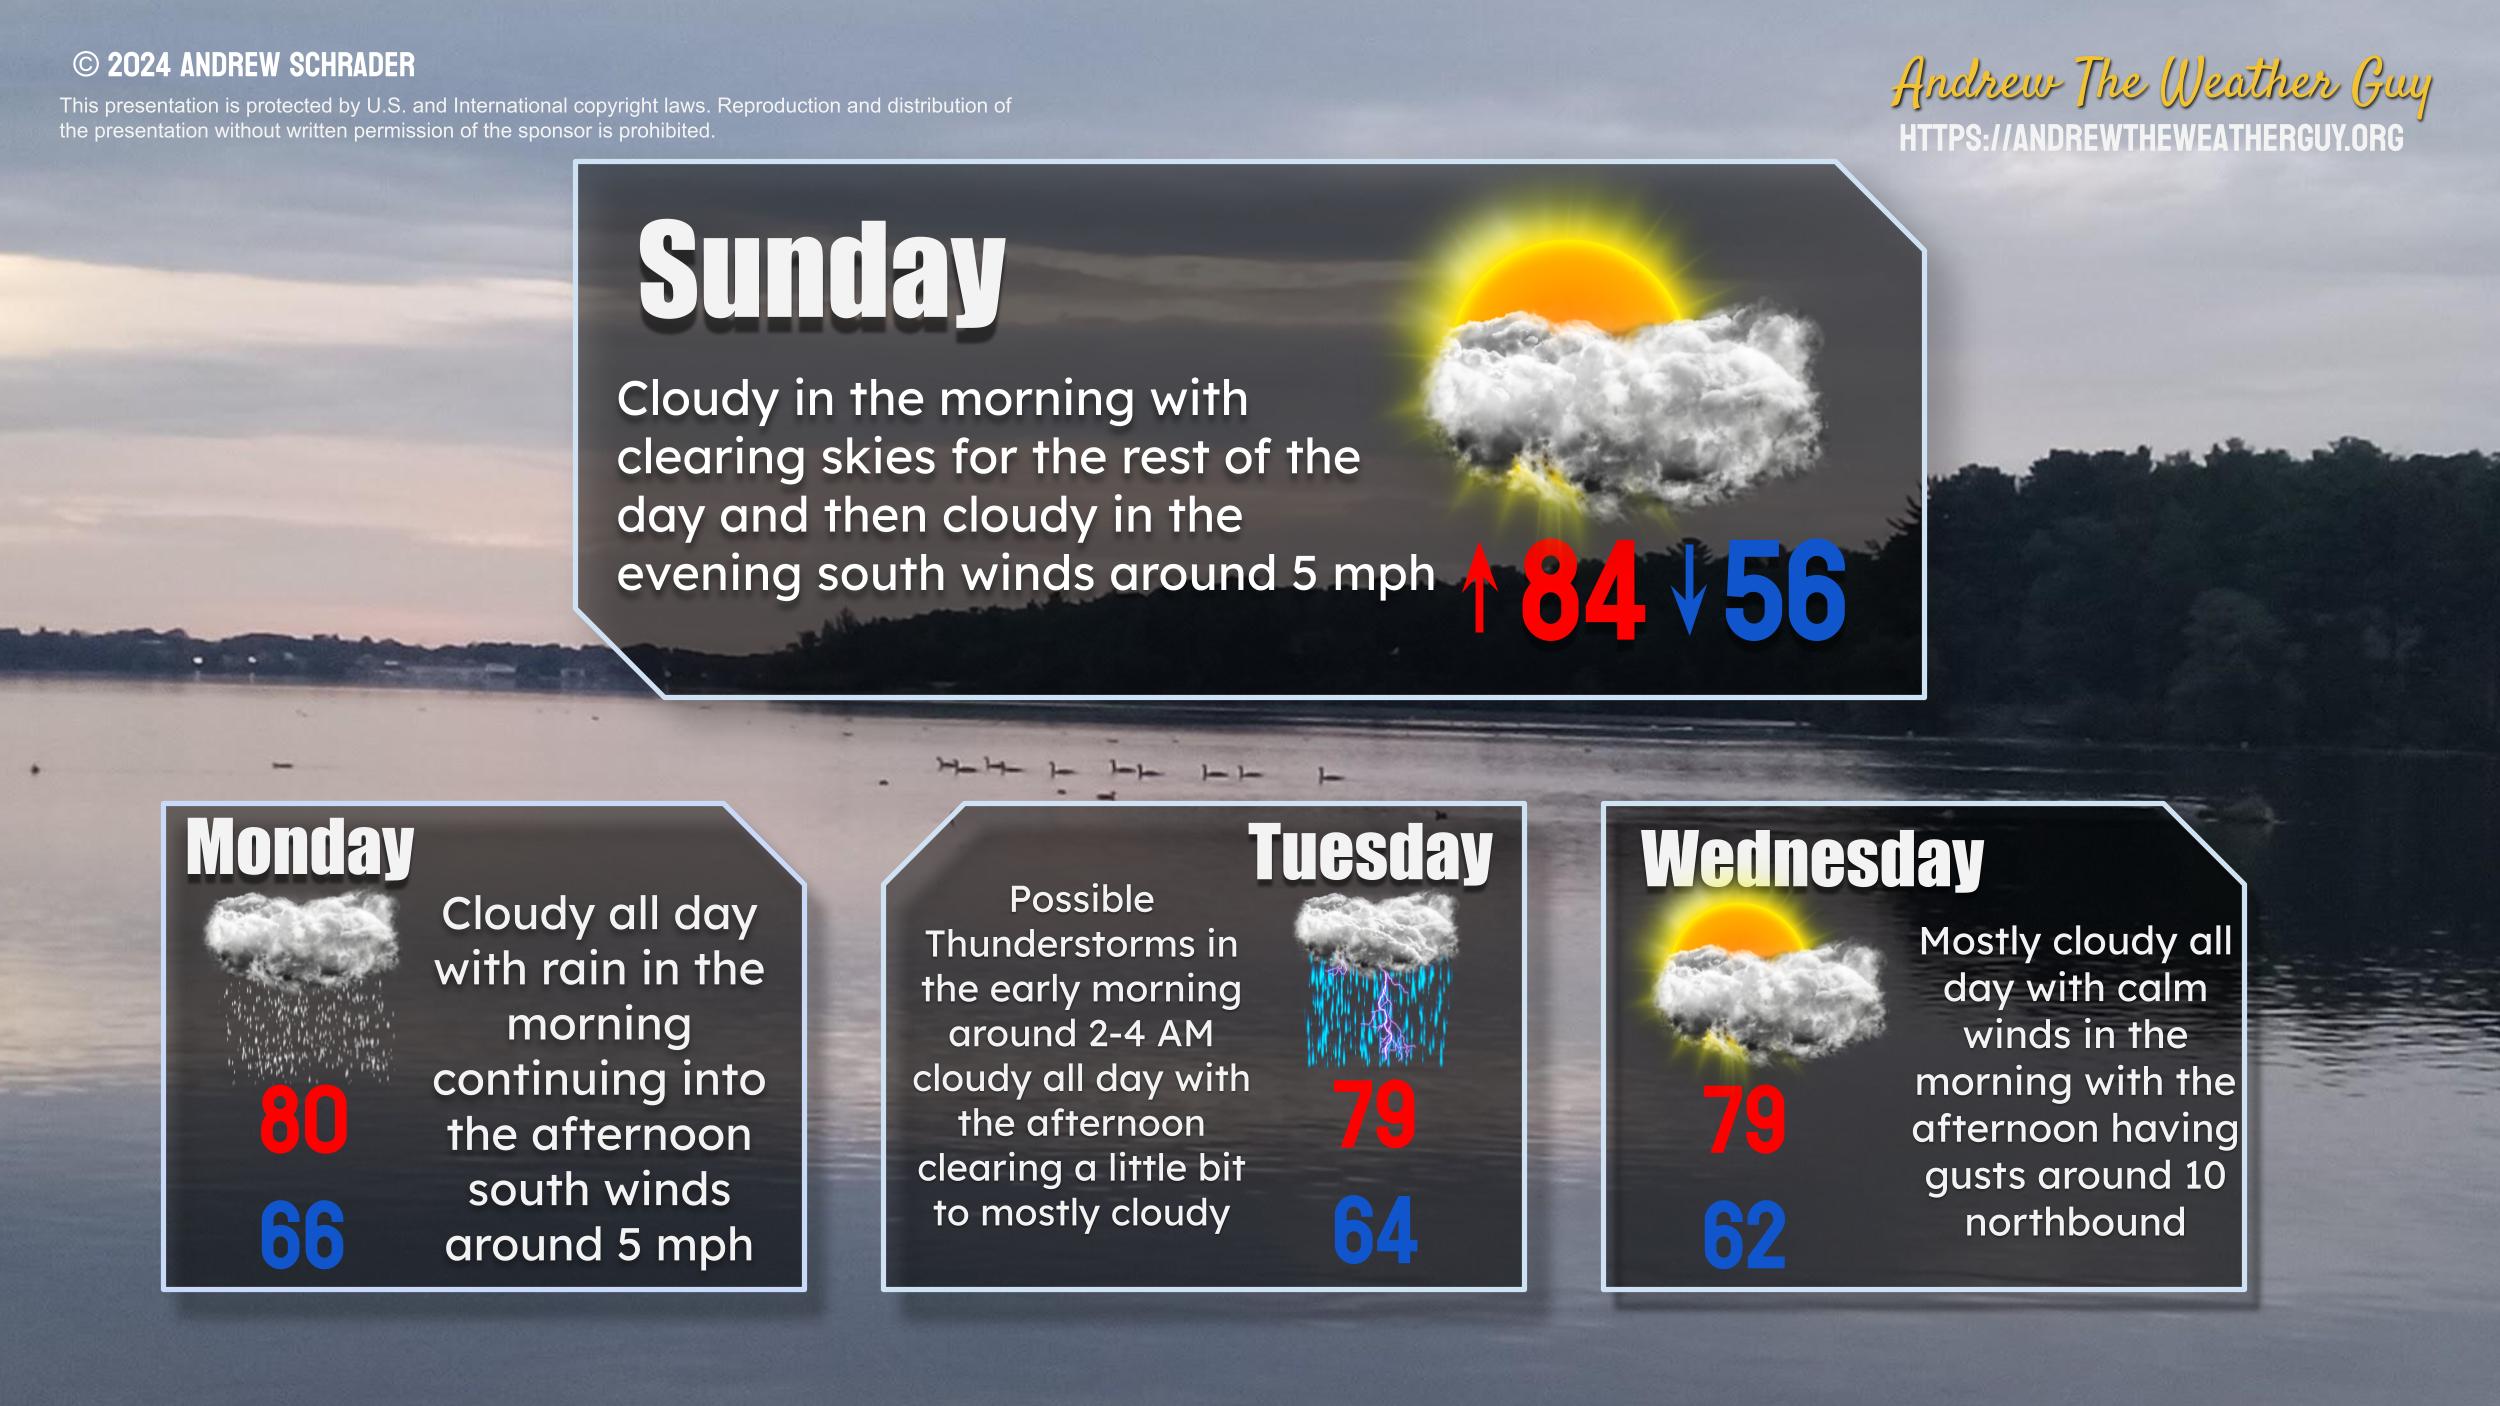 © 2024 ANDREW SCHRADER
This presentation is protected by U.S. and International copyright laws. Reproduction and distribution of
the presentation without written permission of the sponsor is prohibited.
Andrew The Weather Guy
HTTPS://ANDREWTHEWEATHERGUY.ORG
Sunday
Cloudy in the morning with
clearing skies for the rest of the
day and then cloudy in the
evening south winds around 5 mph
↑84 ↓56
Monday
Cloudy all day
with rain in the
morning
continuing into
the afternoon
south winds
around 5 mph
80
66
Tuesday
Possible
Thunderstorms in
the early morning
around 2-4 AM
cloudy all day with
the afternoon
clearing a little bit
to mostly cloudy
79
64
Wednesday
Mostly cloudy all
day with calm
winds in the
morning with the
afternoon having
gusts around 10
northbound
79
62